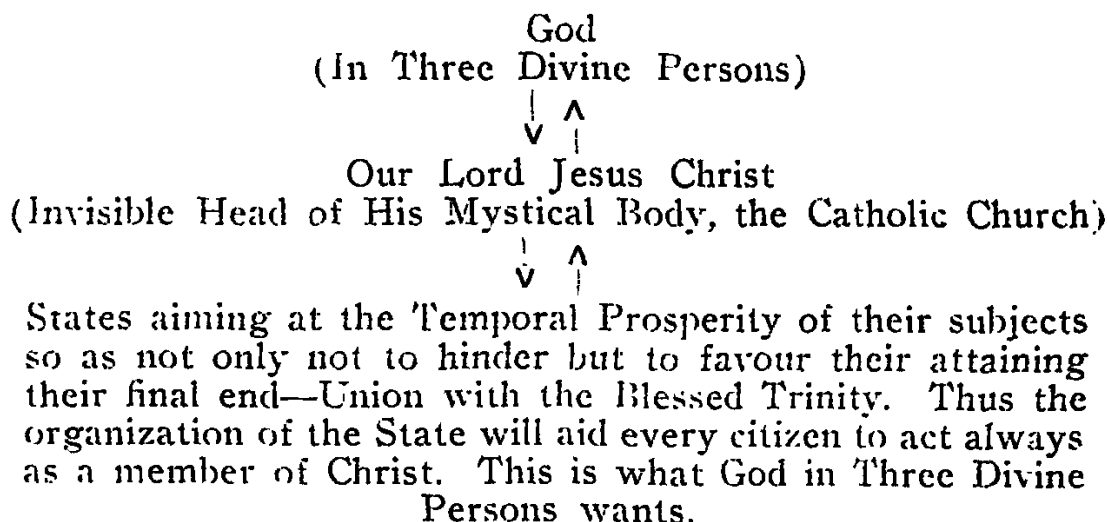 God
(In Three Divine Persons)
Our Lord Jesus Christ
(Invisible Head of His Mystical Body, the Catholic Church)
States aiming at the Temporal Prosperity of their subjects
so as not only not to hinder but to favour their attaining
their final end—Union with the Blessed Trinity. Thus the
organization of the State will aid every citizen to act always
as a member of Christ. This is what God in Three Divine
Persons wants.